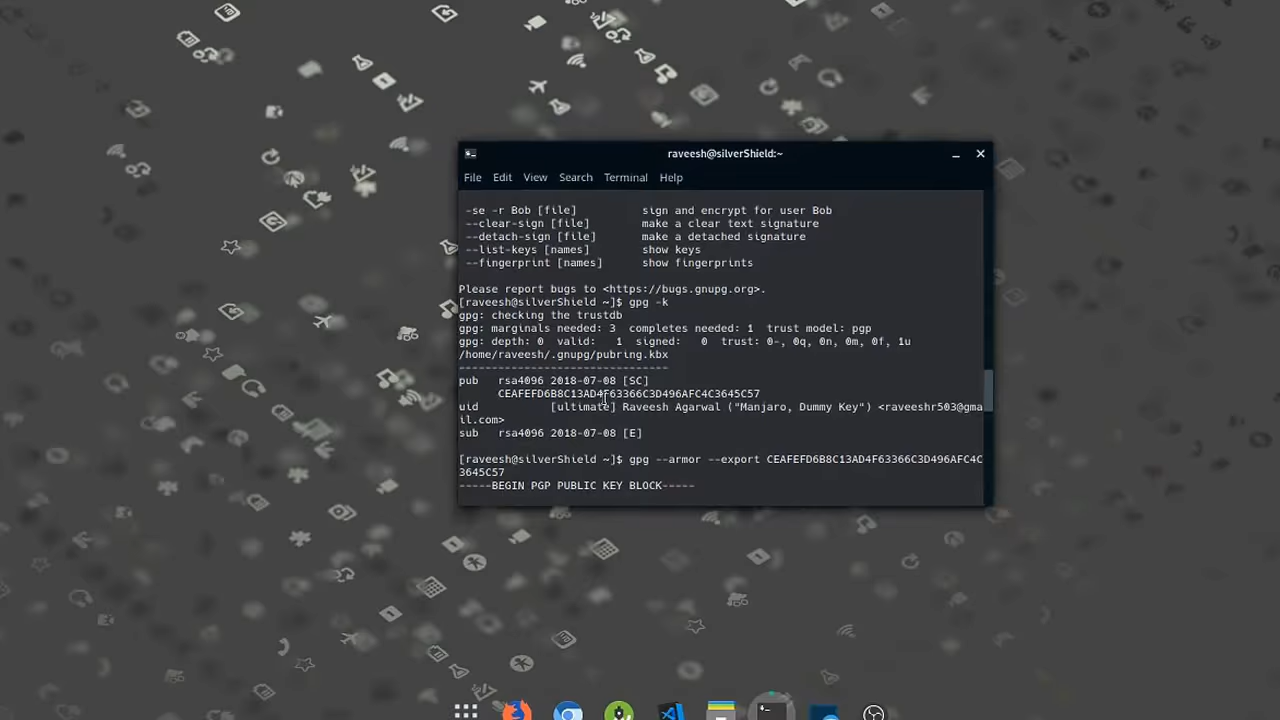 raveesh@silverShield:~
File Edit View Search Terminal Help
-se -r Bob [file] sign and encrypt for user Bob
--clear-sign [file] make a clear text signature
--detach-sign [file] make a detached signature
--list-keys [names] show keys
--fingerprint [names] show fingerprints
Please report bugs to <https://bugs.gnupg.org>.
[raveesh@silverShield ~]$ gpg -k
gpg: checking the trustdb
gpg: marginals needed: 3 completes needed: 1 trust model: pgp
gpg: depth: 0 valid: 1 signed: 0 trust: 0-, 0q, 0n, 0m, 0f, 1u
/home/raveesh/.gnupg/pubring.kbx
--------------------------------
pub rsa4096 2018-07-08 [SC]
CEAFEFD6B8C13AD4F63366C3D496AFC4C3645C57
uid [ultimate] Raveesh Agarwal ("Manjaro, Dummy Key") <raveeshr503@gma
il.com>
sub rsa4096 2018-07-08 [E]
[raveesh@silverShield ~]$ gpg --armor --export CEAFEFD6B8C13AD4F63366C3D496AFC4C
3645C57
-----BEGIN PGP PUBLIC KEY BLOCK-----